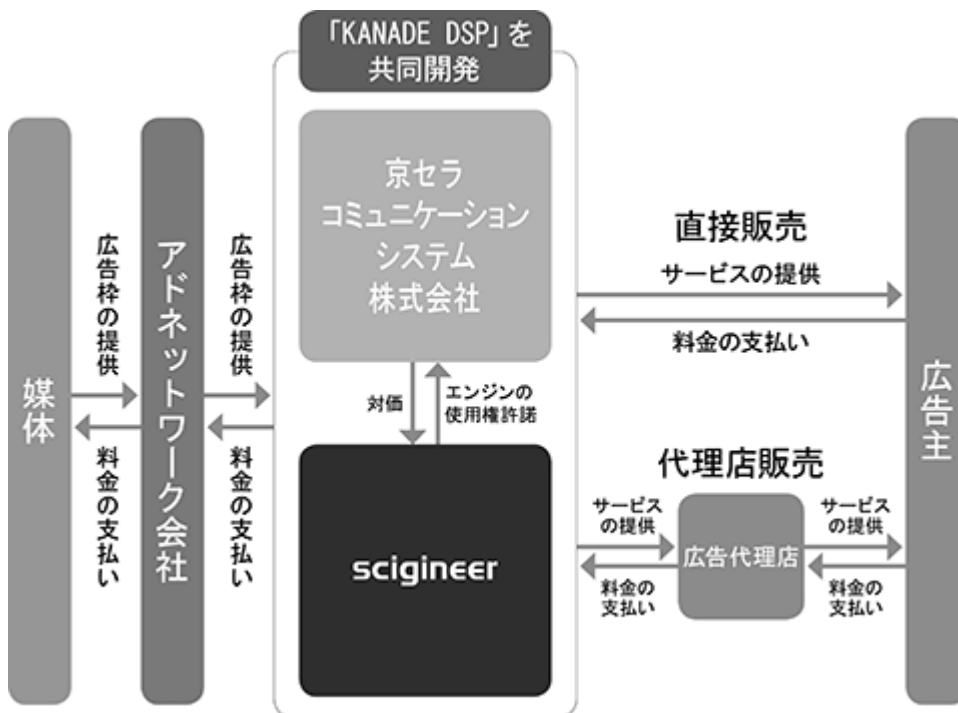 「KANADE DSP」を
共同開発
媒体
広告枠の提供
料金の支払い
アドネットワーク会社
広告枠の提供
料金の支払い
京セラ
コミュニケーション
システム
株式会社
対価
エンジンの
使用権許諾
scigineer
直接販売
サービスの提供
料金の支払い
代理店販売
サービス
の提供
料金の
支払い
広告代理店
サービス
の提供
料金の
支払い
広告主